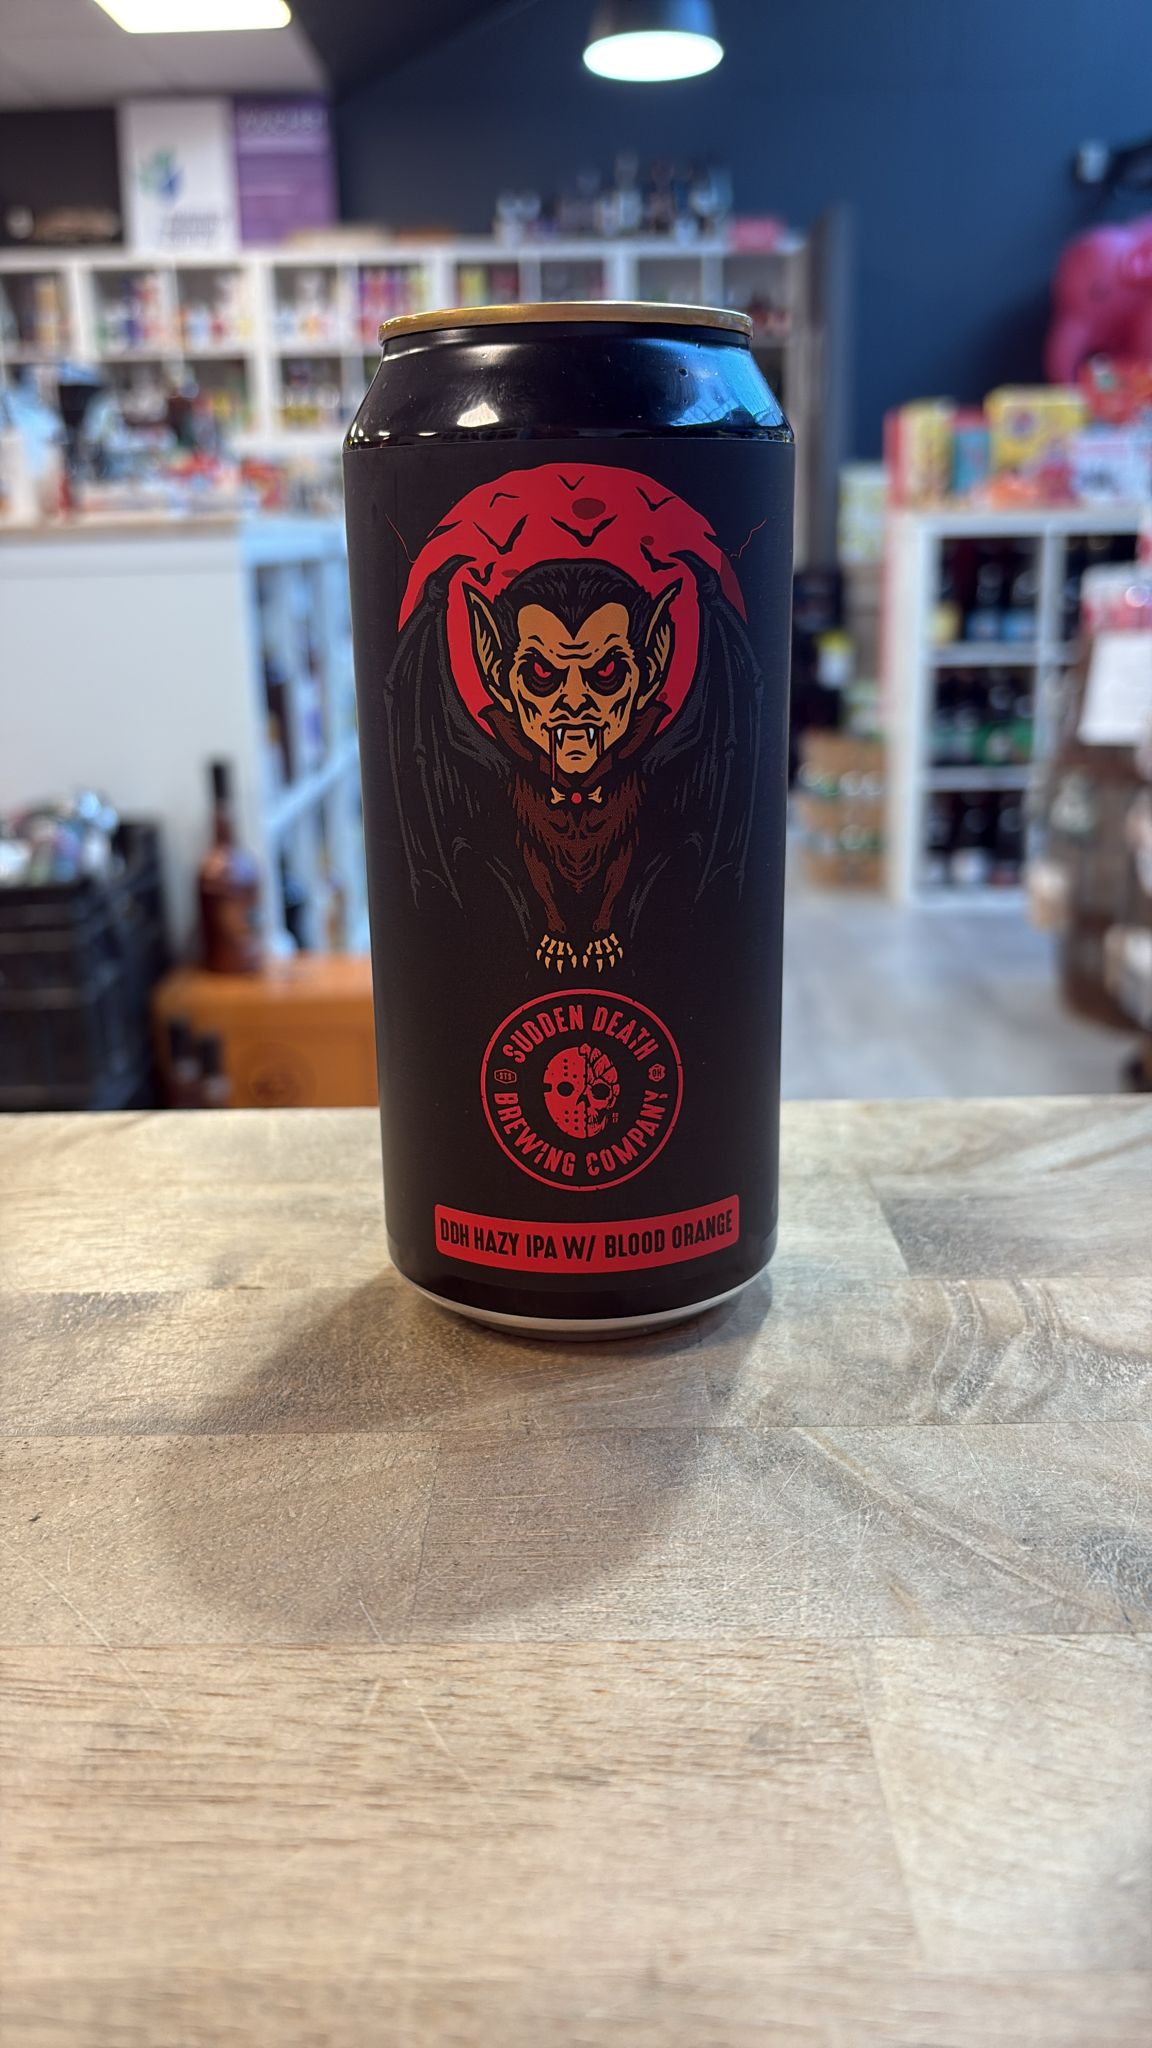 SUDDEN DEATH
BREWING COMPANY
DDH HAZY IPA W/ BLOOD ORANGE